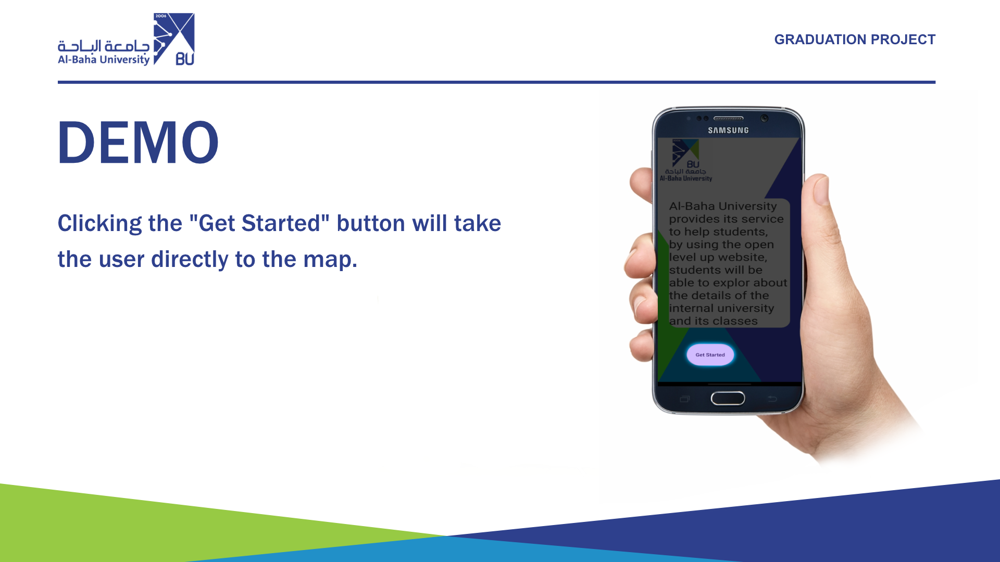 2006
جامعة الباحة
Al-Baha University
BU
GRADUATION PROJECT
DEMO
Clicking the "Get Started" button will take
the user directly to the map.
SAMSUNG
2006
BU
جامعة الباحة
Al-Baha University
Al-Baha University
provides its service
to help students,
by using the open
level up website,
students will be
able to explor about
the details of the
internal university
and its classes
Get Started